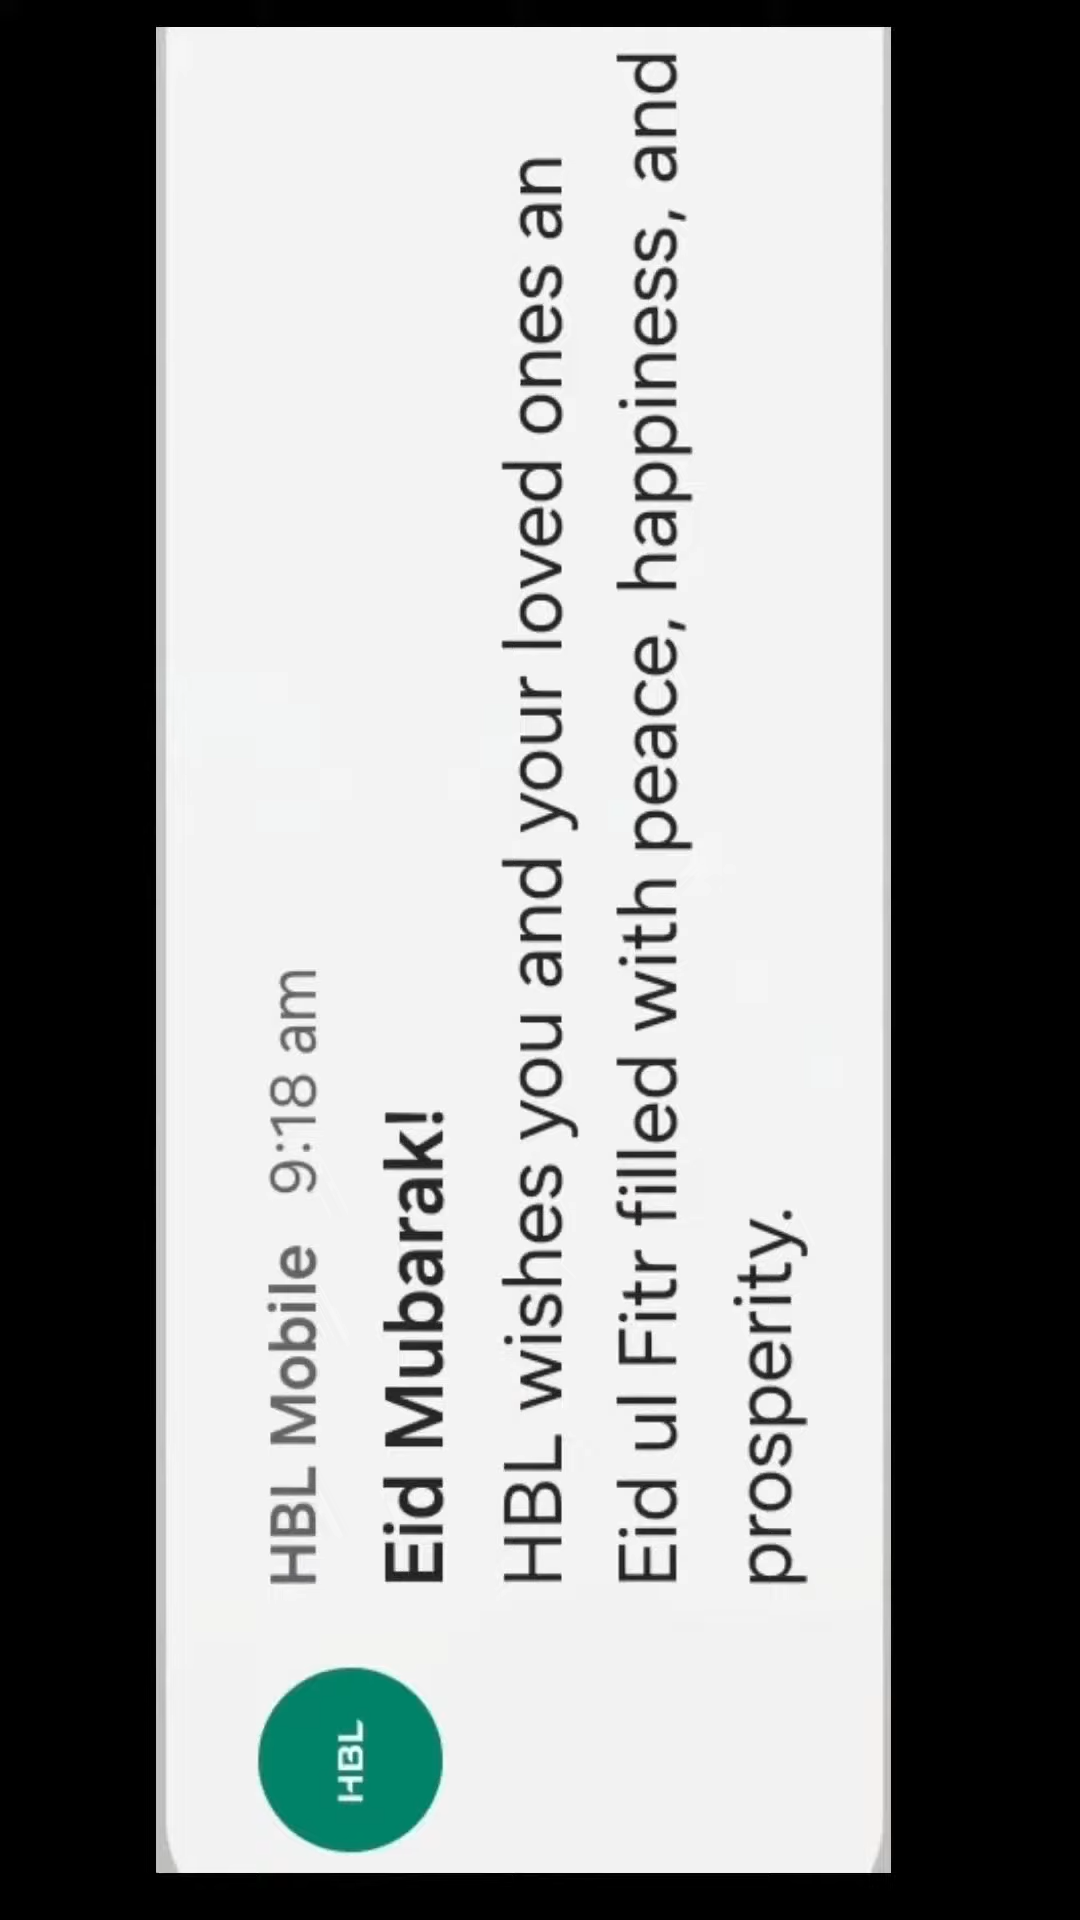 HBL Mobile 9:18 am
Eid Mubarak!
HBL wishes you and your loved ones an
Eid ul Fitr filled with peace, happiness, and
prosperity.
HBL